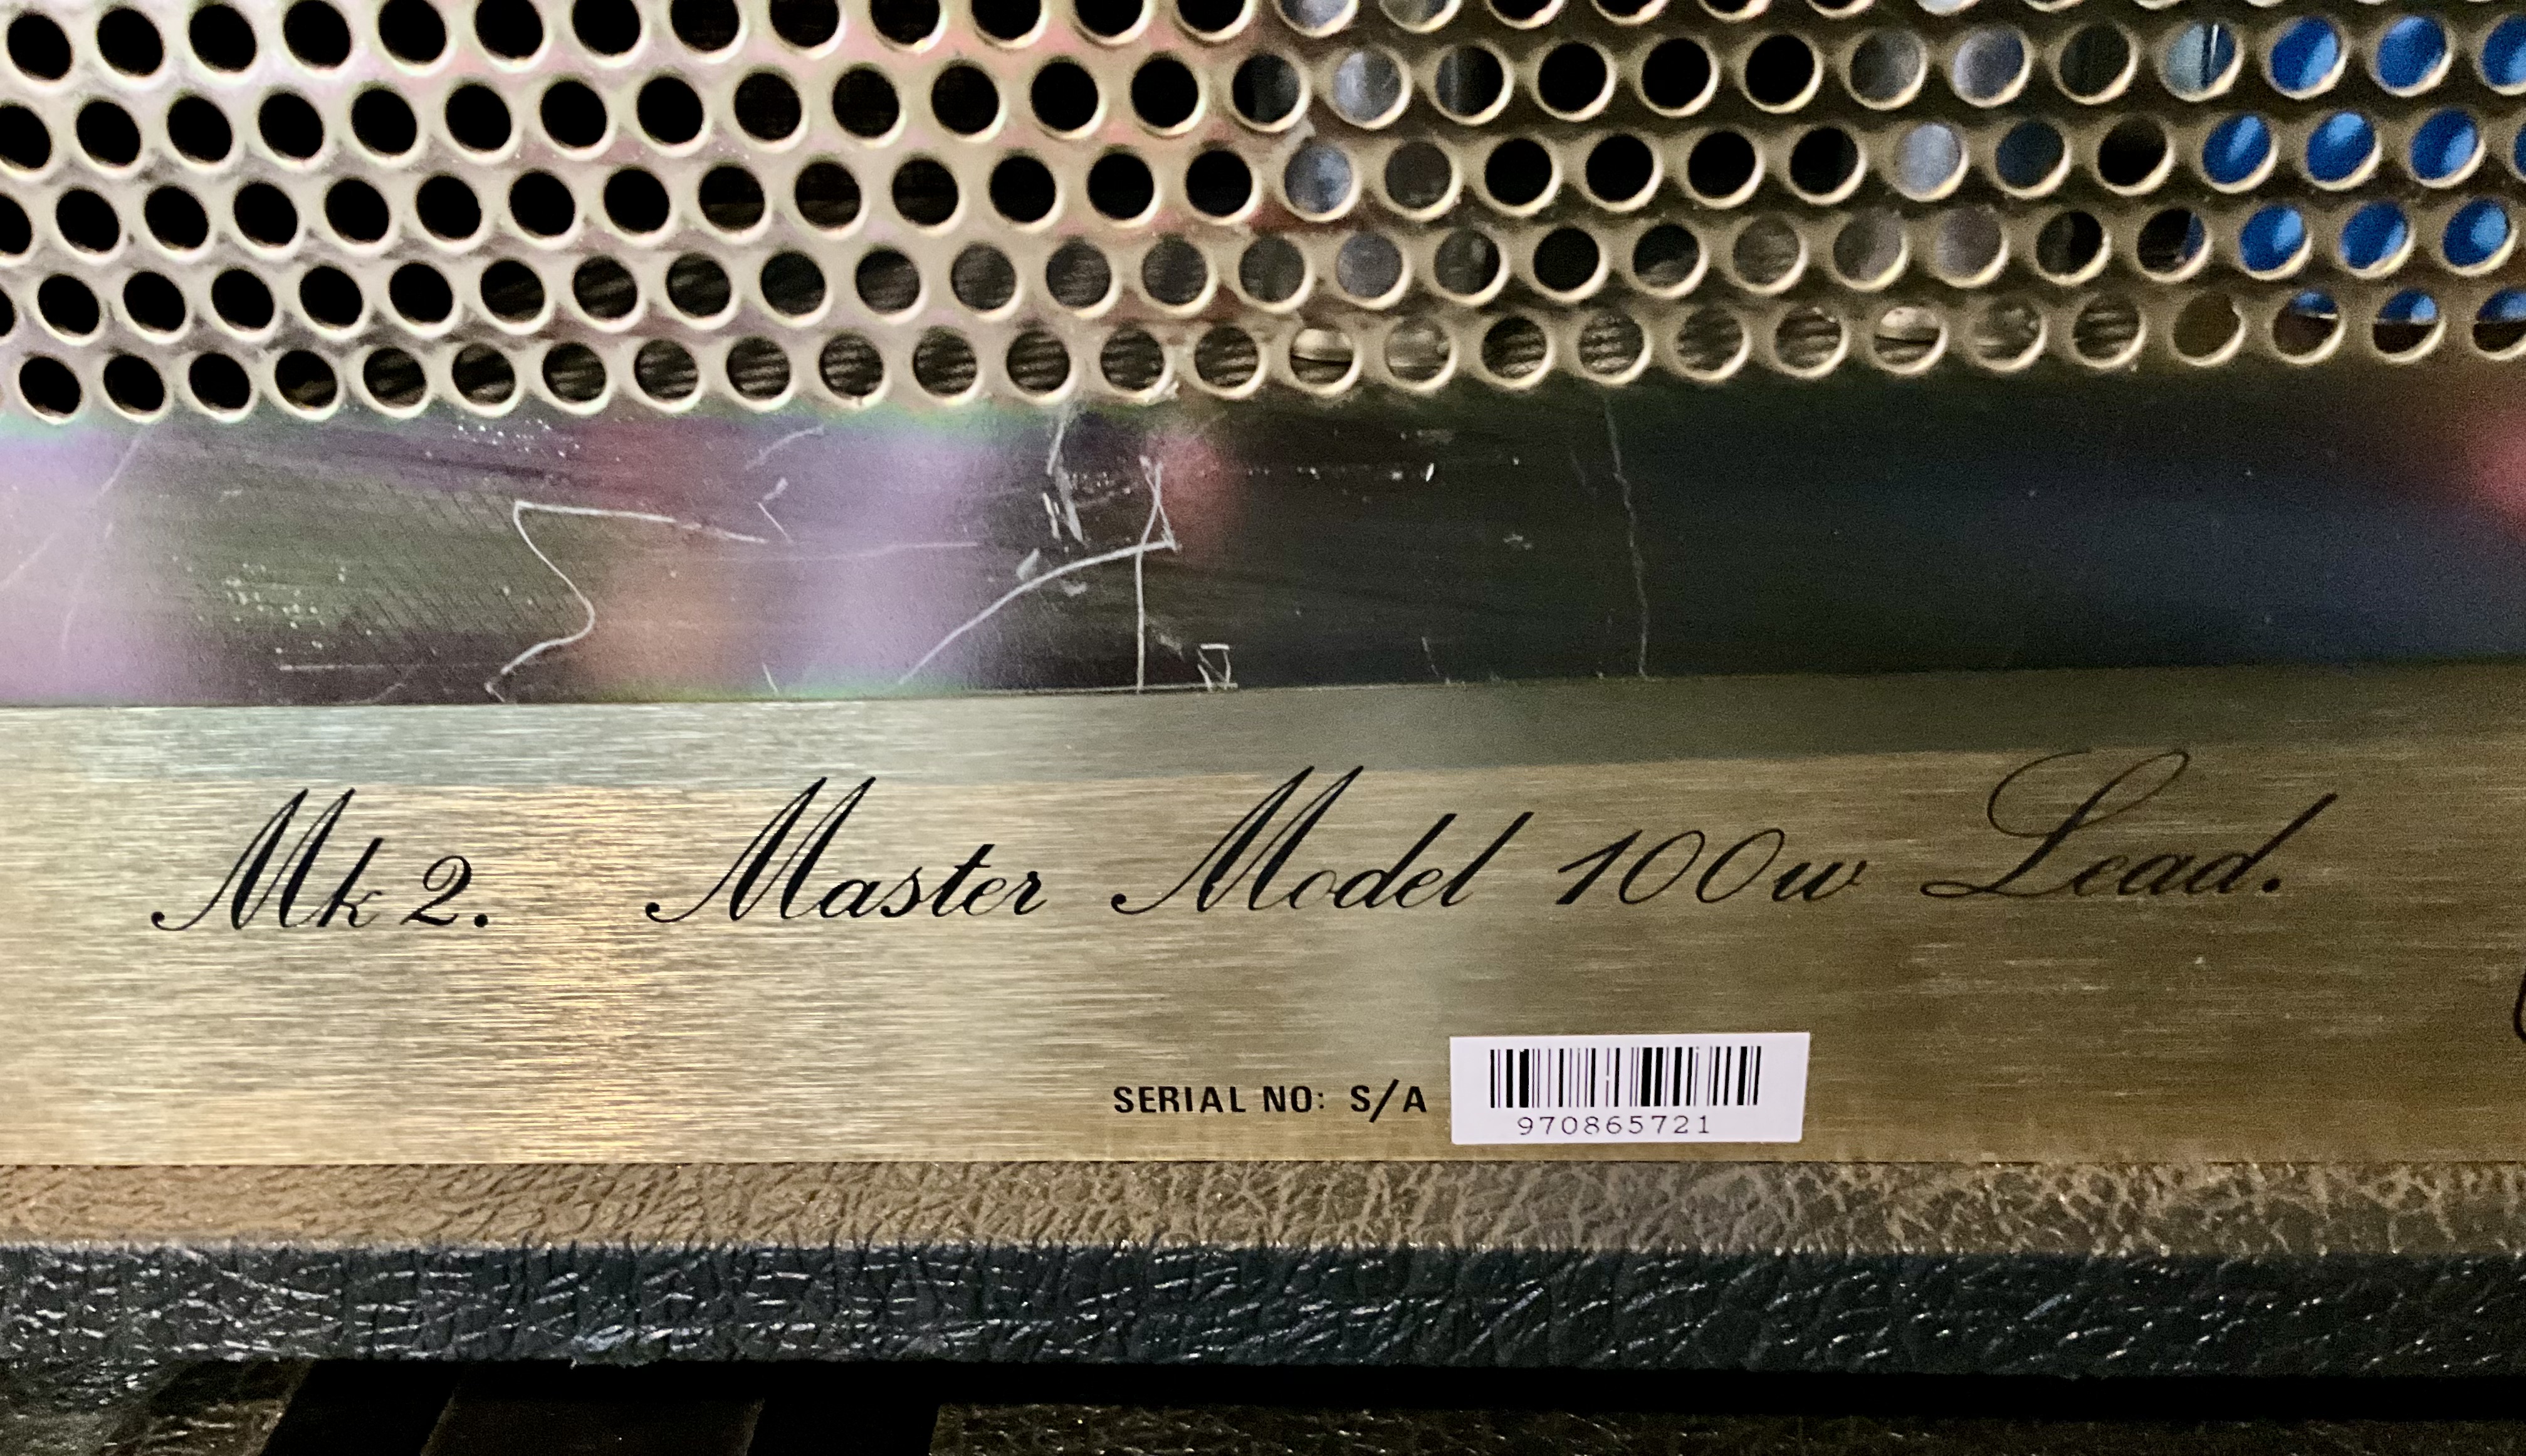 Mk 2. Master Model 100w Lead.
SERIAL NO: S/A
970865721